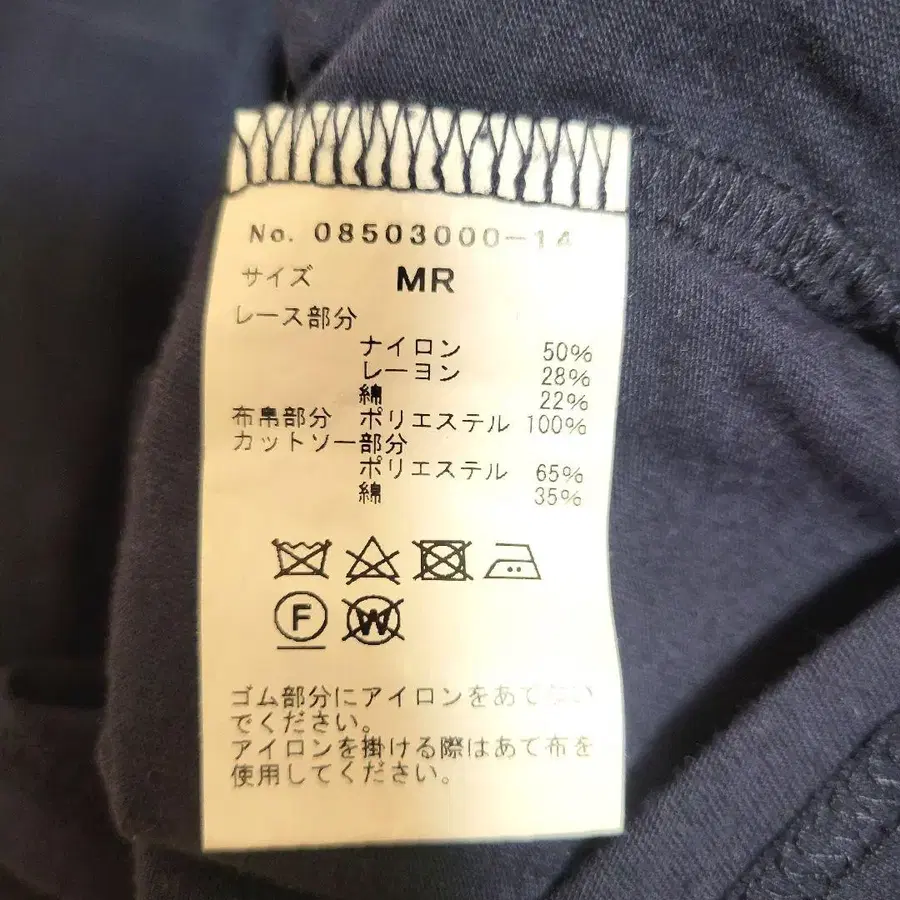 No. 08503000-14
サイズ MR
レース部分
ナイロン 50%
レーヨン 28%
綿 22%
布帛部分 ポリエステル 100%
カットソー部分
ポリエステル 65%
綿 35%
F W
ゴム部分にアイロンをあてない
でください。
アイロンを掛ける際はあて布を
使用してください。